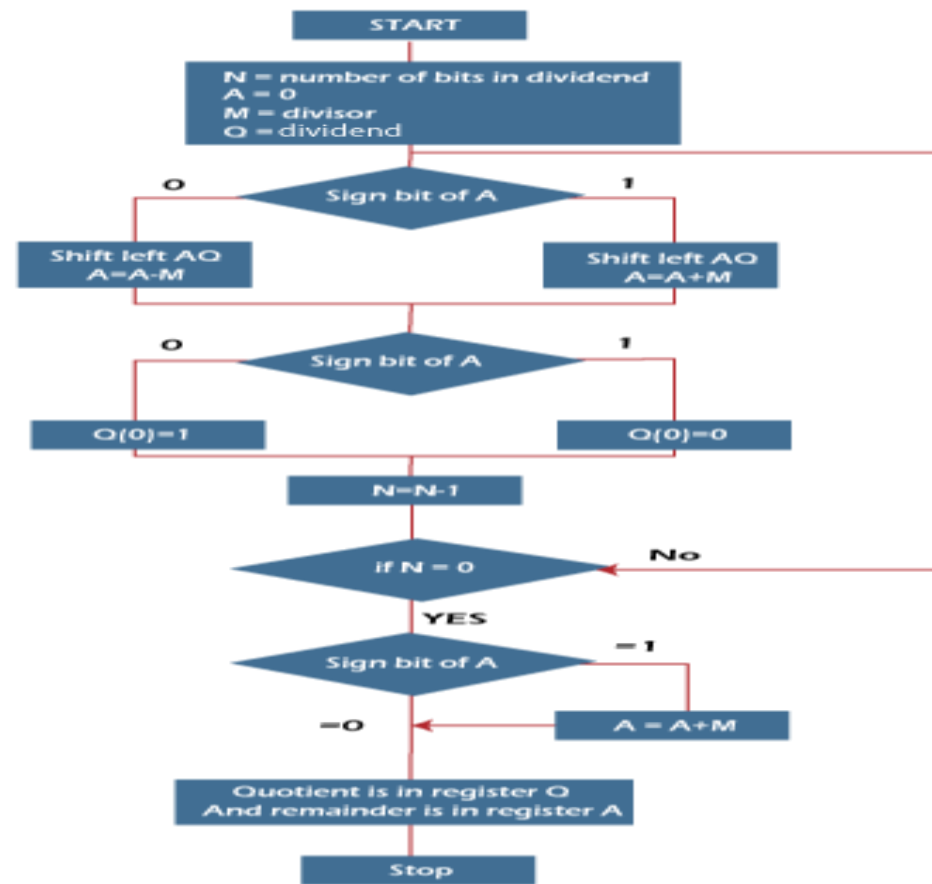 START
N = number of bits in dividend
A = 0
M = divisor
Q = dividend
Sign bit of A
0
1
Shift left AQ
A=A-M
Shift left AQ
A=A+M
Sign bit of A
0
1
Q(0)=1
Q(0)=0
N=N-1
if N = 0
No
YES
Sign bit of A
=1
=0
A = A+M
Quotient is in register Q
And remainder is in register A
Stop